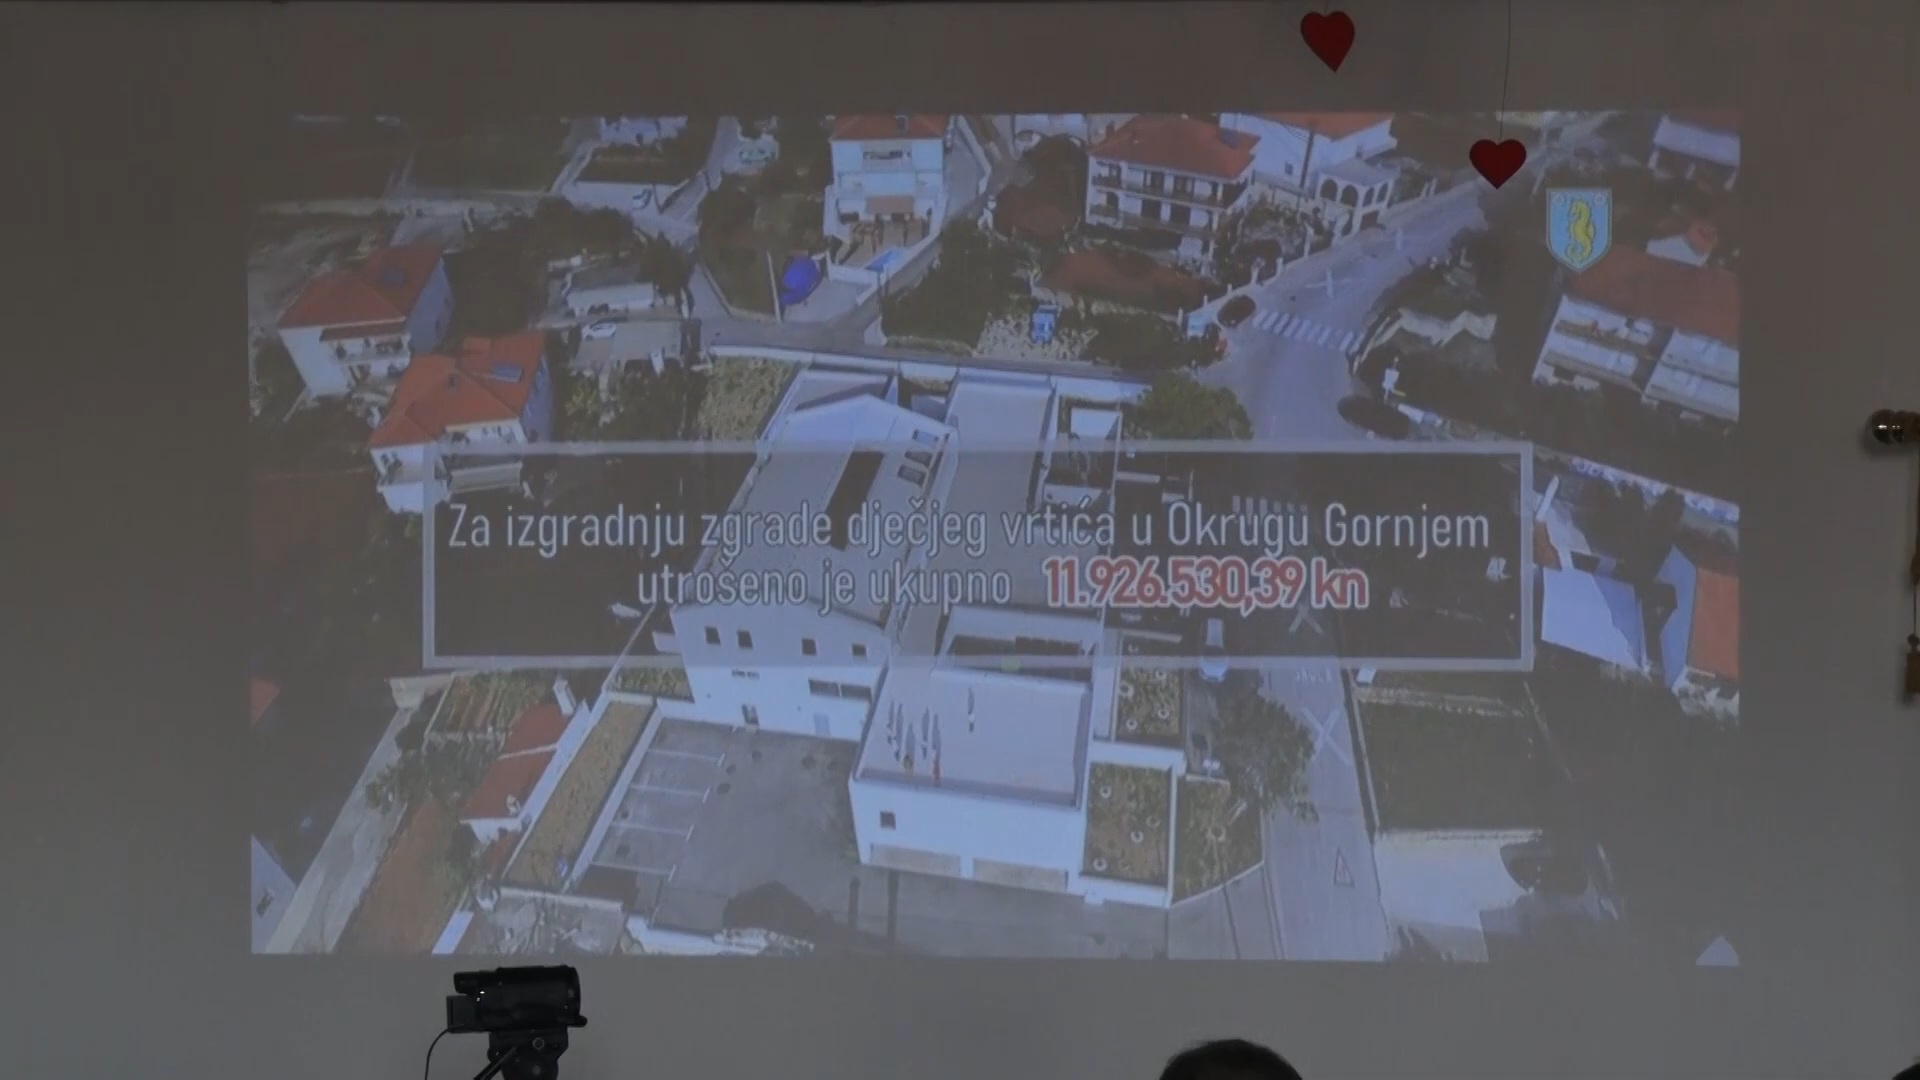 Za izgradnju zgrade dječjeg vrtića u Okrugu Gornjem
utrošeno je ukupno 11.926.530,39 kn